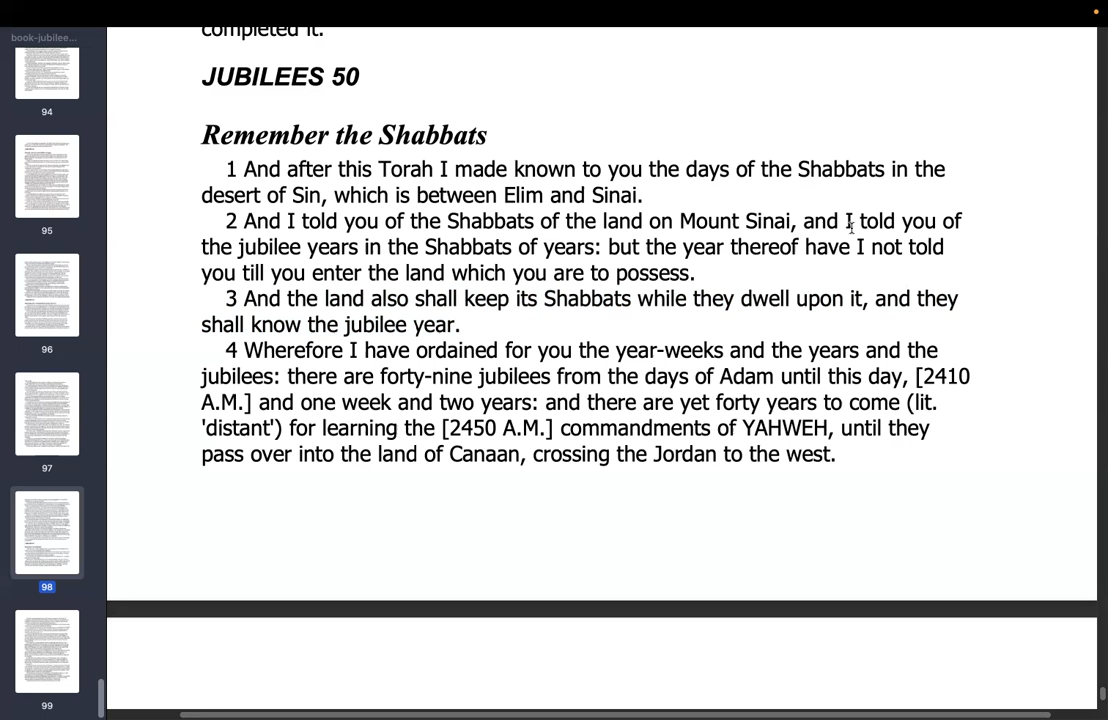 book-jubilee...
94
95
96
97
98
99
completed it.
JUBILEES 50
Remember the Shabbats
1 And after this Torah I made known to you the days of the Shabbats in the
desert of Sin, which is between Elim and Sinai.
2 And I told you of the Shabbats of the land on Mount Sinai, and I told you of
the jubilee years in the Shabbats of years: but the year thereof have I not told
you till you enter the land which you are to possess.
3 And the land also shall keep its Shabbats while they dwell upon it, and they
shall know the jubilee year.
4 Wherefore I have ordained for you the year-weeks and the years and the
jubilees: there are forty-nine jubilees from the days of Adam until this day, [2410
A.M.] and one week and two years: and there are yet forty years to come (lit.
'distant') for learning the [2450 A.M.] commandments of YAHWEH, until they
pass over into the land of Canaan, crossing the Jordan to the west.